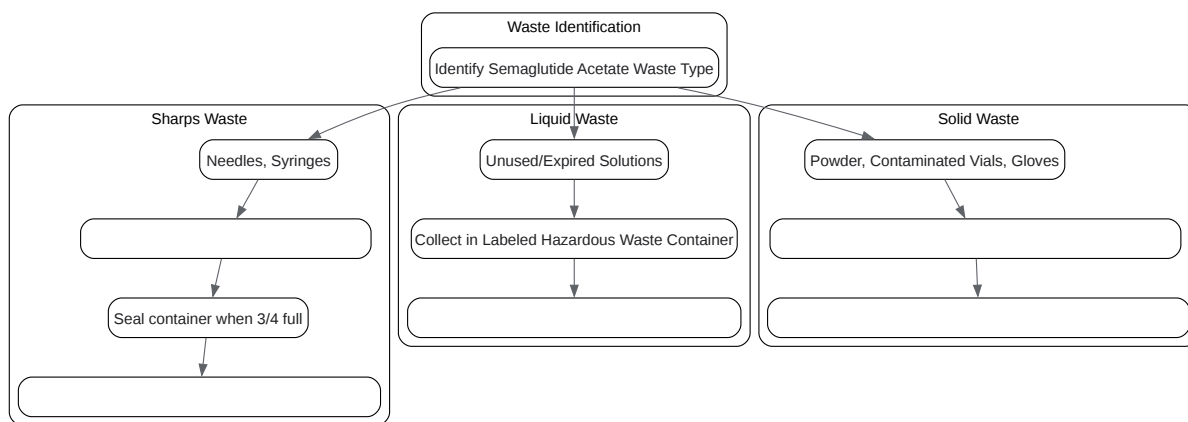 Waste Identification
Identify Semaglutide Acetate Waste Type
Sharps Waste
Liquid Waste
Solid Waste
Needles, Syringes
Unused/Expired Solutions
Powder, Contaminated Vials, Gloves
Collect in Labeled Hazardous Waste Container
Seal container when 3/4 full